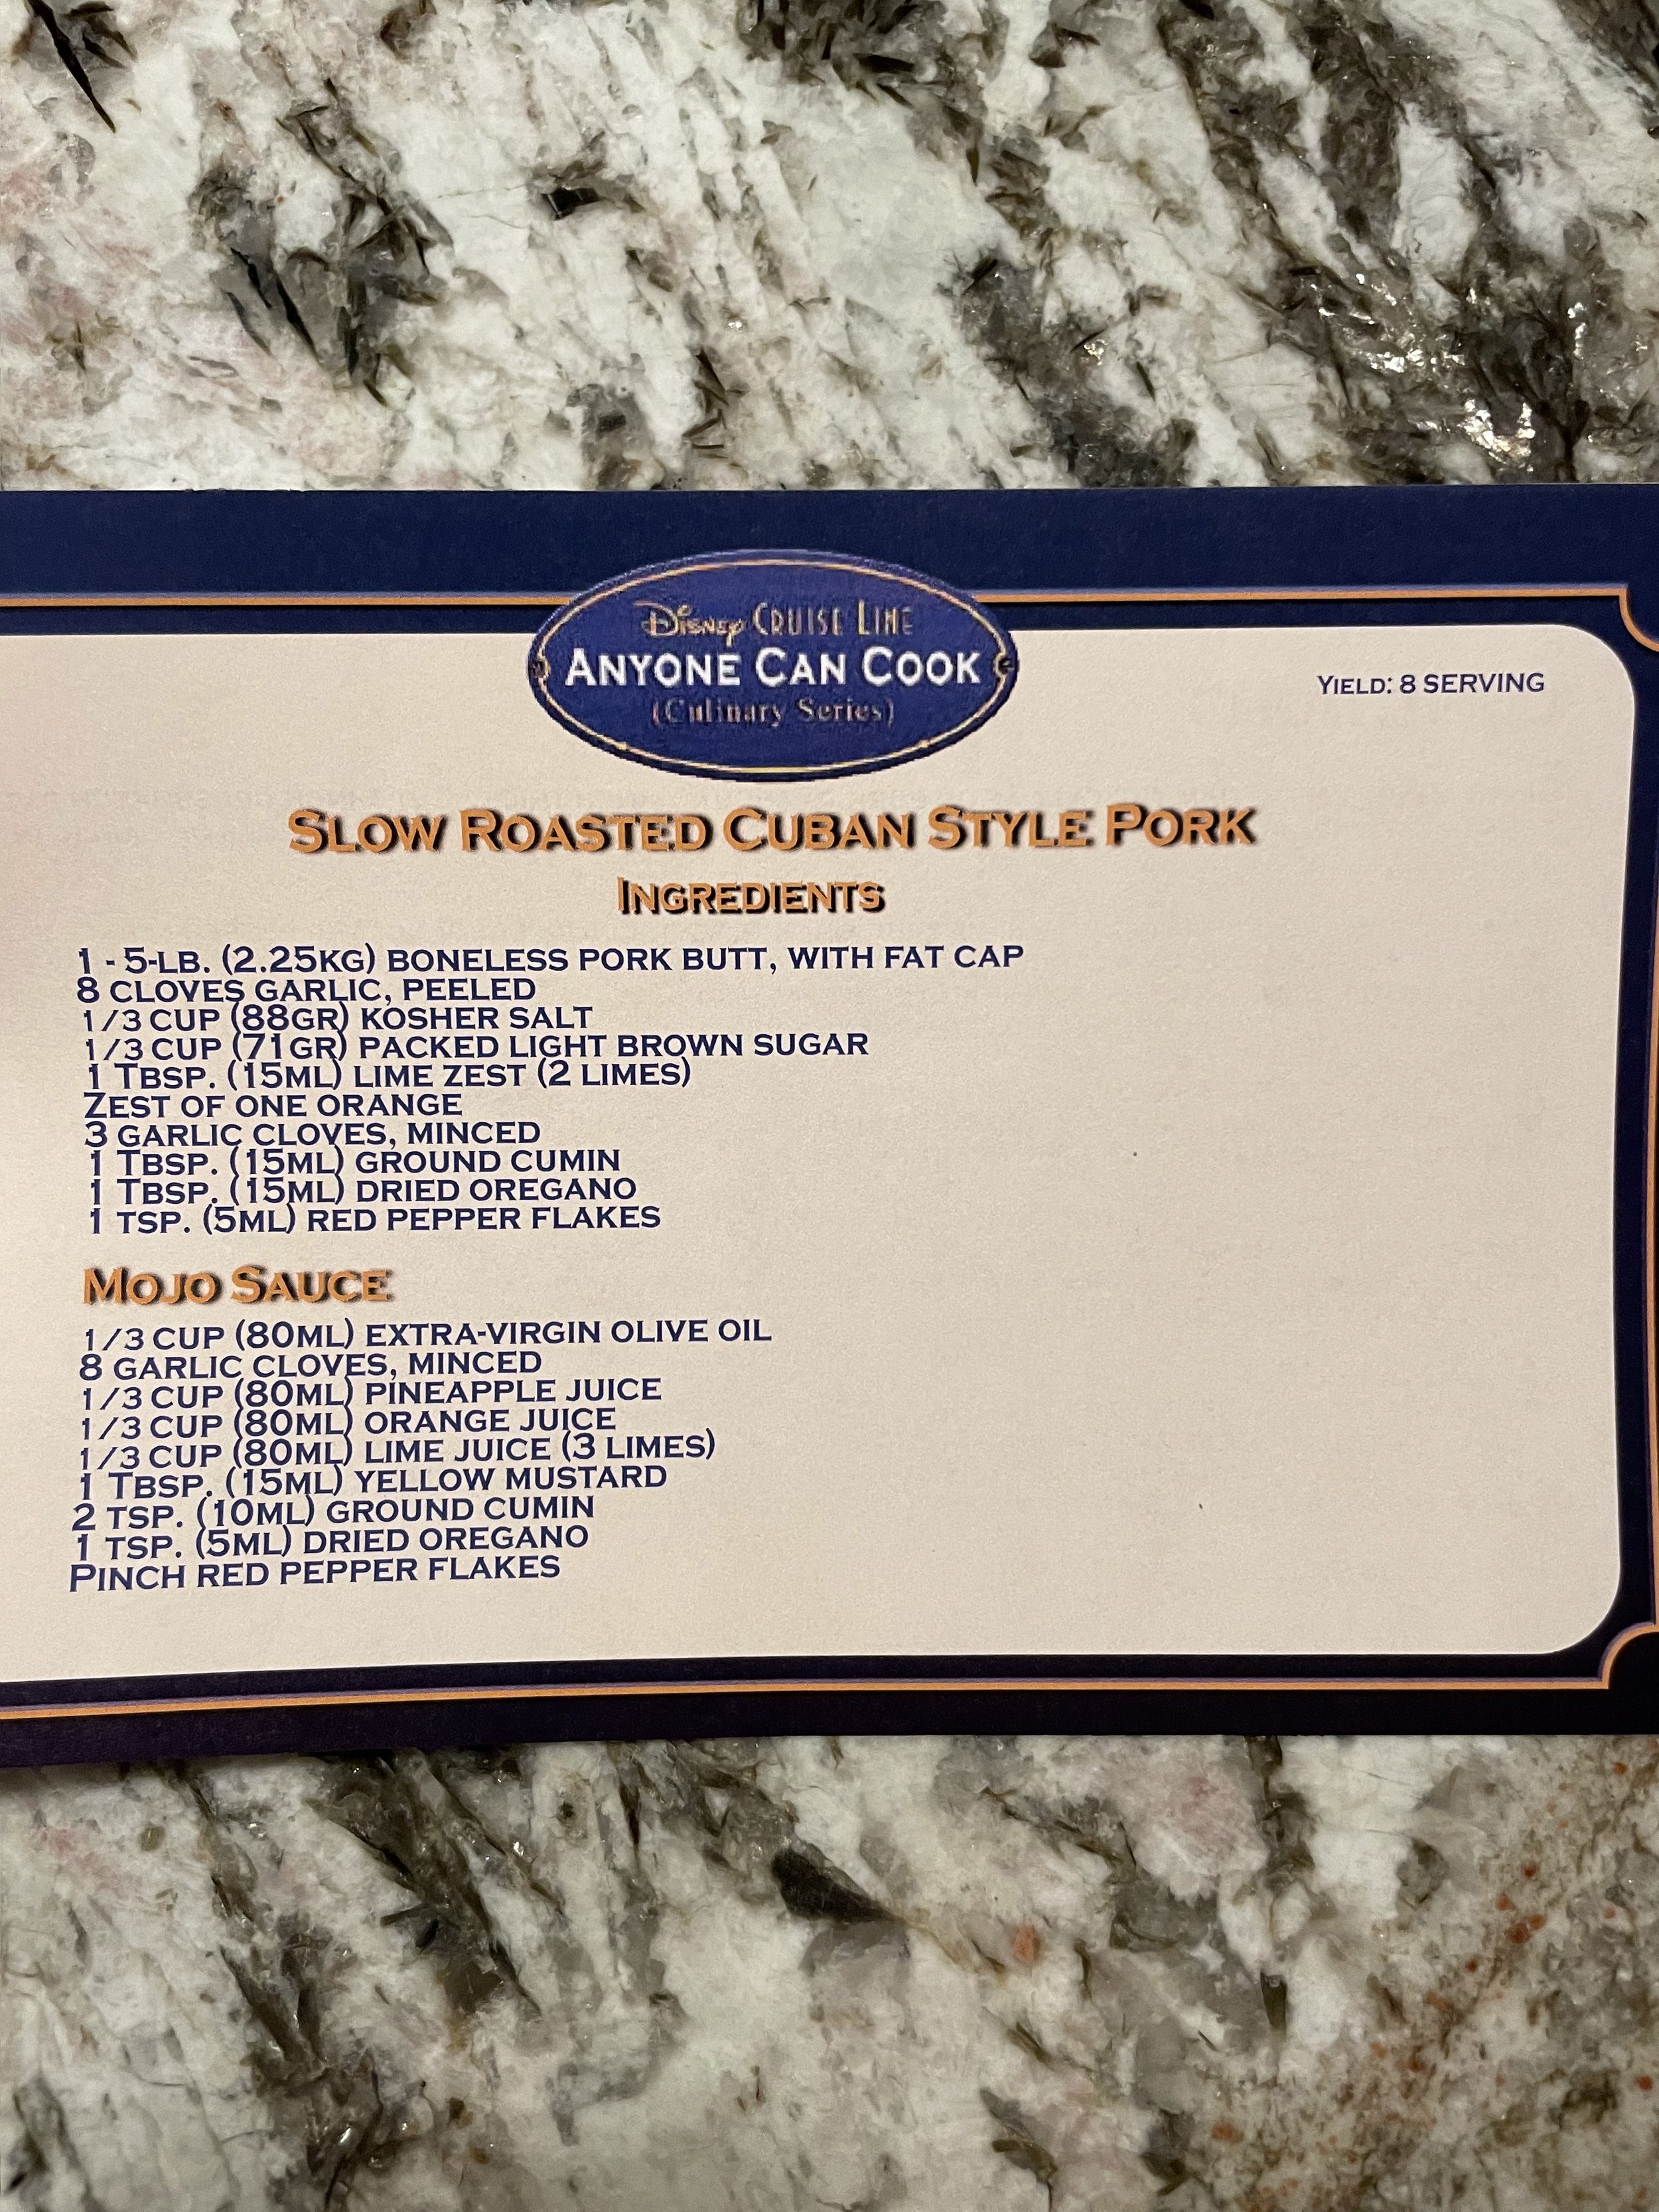 Disney Cruise Line
Anyone Can Cook
(Culinary Series)
Yield: 8 serving
Slow Roasted Cuban Style Pork
Ingredients
1 - 5-lb. (2.25kg) boneless pork butt, with fat cap
8 cloves garlic, peeled
1/3 cup (88gr) kosher salt
1/3 cup (71gr) packed light brown sugar
1 Tbsp. (15ml) lime zest (2 limes)
Zest of one orange
3 garlic cloves, minced
1 Tbsp. (15ml) ground cumin
1 Tbsp. (15ml) dried oregano
1 tsp. (5ml) red pepper flakes
Mojo Sauce
1/3 cup (80ml) extra-virgin olive oil
8 garlic cloves, minced
1/3 cup (80ml) pineapple juice
1/3 cup (80ml) orange juice
1/3 cup (80ml) lime juice (3 limes)
1 Tbsp. (15ml) yellow mustard
2 tsp. (10ml) ground cumin
1 tsp. (5ml) dried oregano
Pinch red pepper flakes